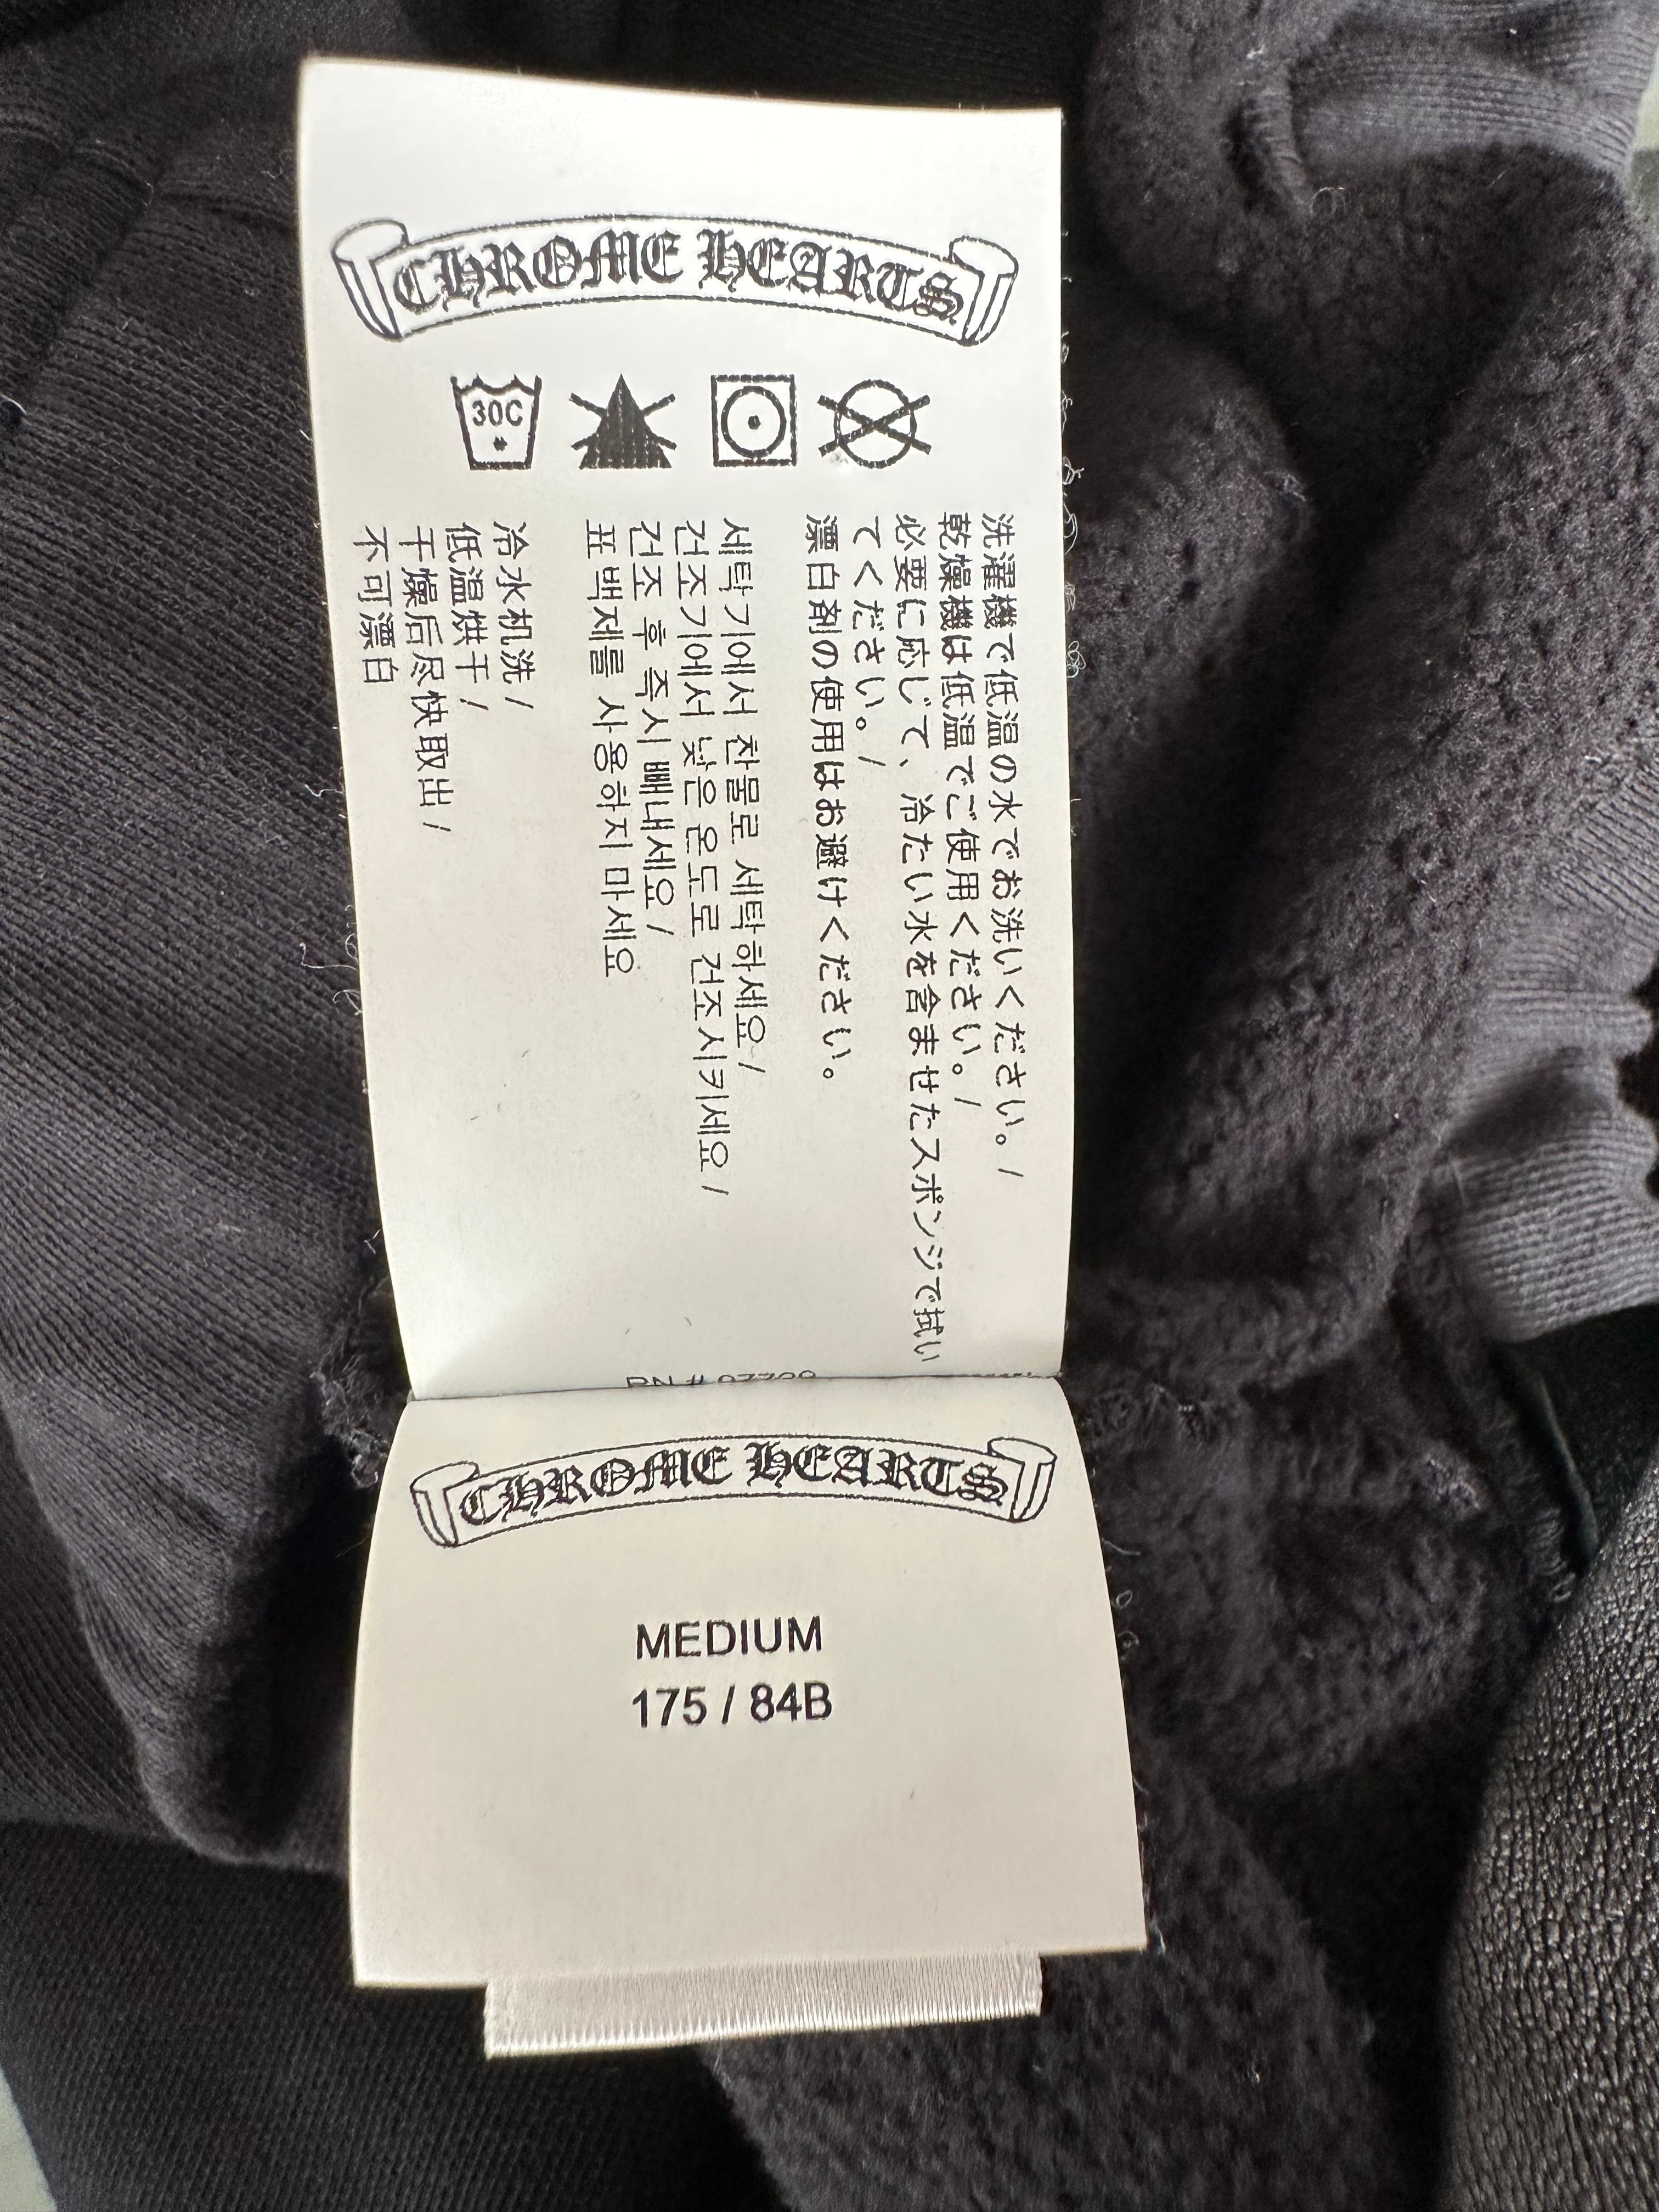 CHROME HEARTS
30C
洗濯機で低温の水でお洗いください。/
乾燥機は低温でご使用ください。/
必要に応じて、冷たい水を含ませたスポンジで拭い
てください。/
漂白剤の使用はお避けください。
세탁기에서 찬물로 세탁하세요/
건조기에서 낮은 온도로 건조시키세요 /
건조 후 즉시 빼내세요 /
표백제를 사용하지 마세요
冷水机洗 /
低温烘干 /
干燥后尽快取出 /
不可漂白
RN #
CHROME HEARTS
MEDIUM
175 / 84B